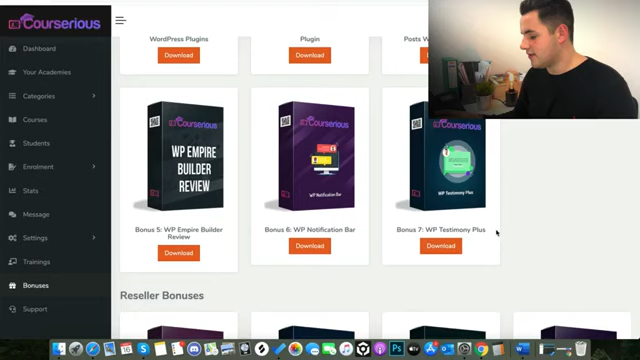 Courserious
WordPress Plugins
Plugin
Posts W
Download
Download
Dashboard
Your Academies
Categories
Courses
Students
Enrolment
Stats
Message
Settings
Trainings
Bonuses
Support
Courserious
WP EMPIRE
BUILDER
REVIEW
Courserious
WP Notification Bar
Courserious
WP Testimony Plus
Bonus 5: WP Empire Builder
Review
Download
Bonus 6: WP Notification Bar
Download
Bonus 7: WP Testimony Plus
Download
Reseller Bonuses